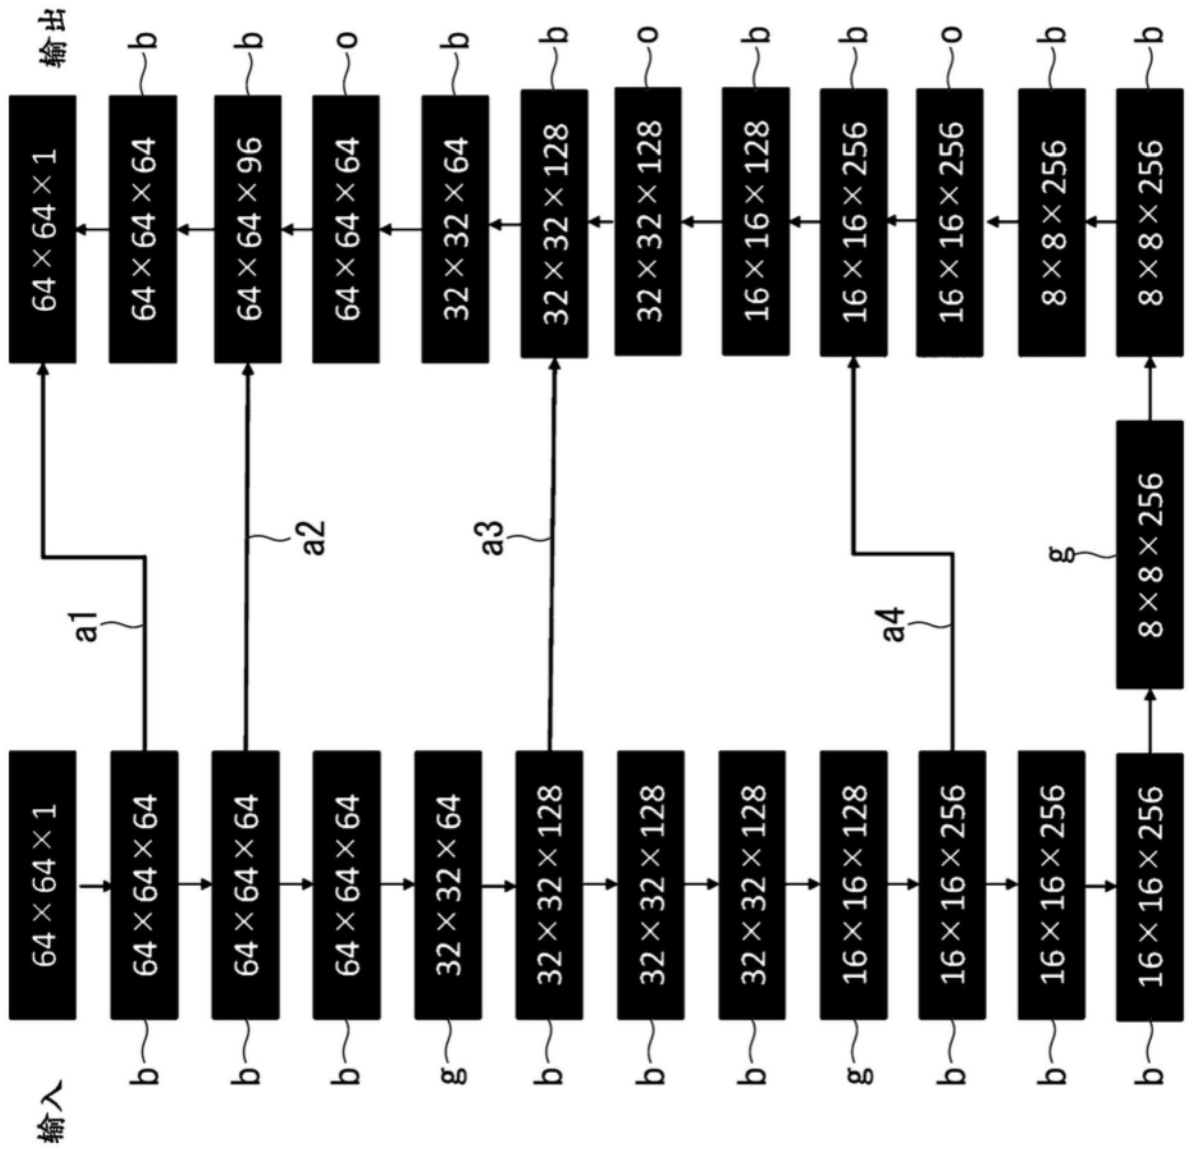 输入 输出
64×64×1 64×64×1
a1
b 64×64×64 64×64×64 b
b 64×64×64 64×64×96 b
a2
b 64×64×64 64×64×64 o
g 32×32×64 32×32×64 b
a3
b 32×32×128 32×32×128 b
b 32×32×128 32×32×128 o
b 32×32×128 16×16×128 b
g 16×16×128 16×16×256 b
a4
b 16×16×256 16×16×256 o
b 16×16×256 8×8×256 b
g
b 16×16×256 8×8×256 8×8×256 b